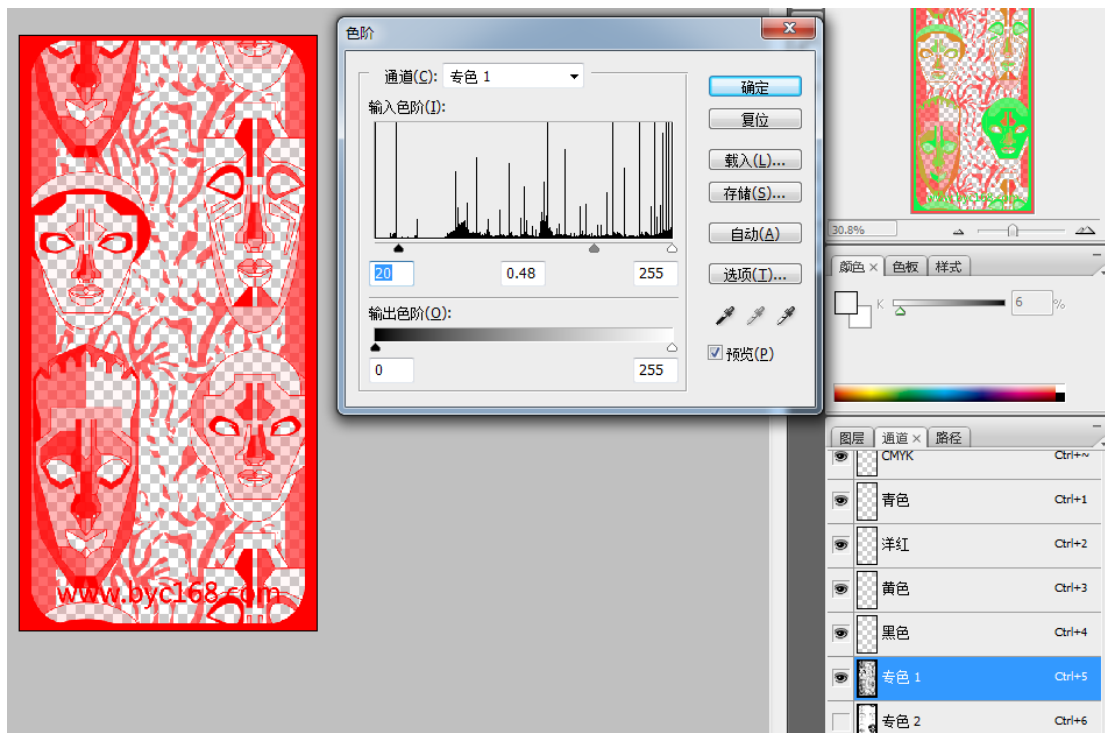 色阶
通道(C): 专色 1
输入色阶(I):
20 0.48 255
输出色阶(O):
0 255
确定
复位
载入(L)...
存储(S)...
自动(A)
选项(T)...
预览(P)
www.byc168.com
30.8%
颜色 × 色板 样式
K 6 %
图层 通道 × 路径
CMYK Ctrl+~
青色 Ctrl+1
洋红 Ctrl+2
黄色 Ctrl+3
黑色 Ctrl+4
专色 1 Ctrl+5
专色 2 Ctrl+6